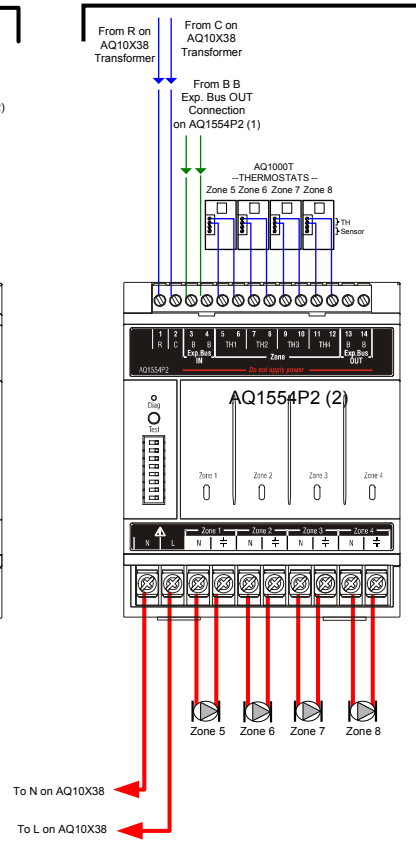 From R on
AQ10X38
Transformer
From C on
AQ10X38
Transformer
From B B
Exp. Bus OUT
Connection
on AQ1554P2 (1)
AQ1000T
--THERMOSTATS --
Zone 5 Zone 6 Zone 7 Zone 8
TH
Sensor
1 2 3 4 5 6 7 8 9 10 11 12 13 14
R C B B TH1 TH2 TH3 TH4 B B
Exp.Bus IN Zone Exp.Bus OUT
AQ1554P2 Do not apply power
AQ1554P2 (2)
Diag
Test
Zone 1 Zone 2 Zone 3 Zone 4
Zone 1 Zone 2 Zone 3 Zone 4
N L N N N N
Zone 5 Zone 6 Zone 7 Zone 8
To N on AQ10X38
To L on AQ10X38